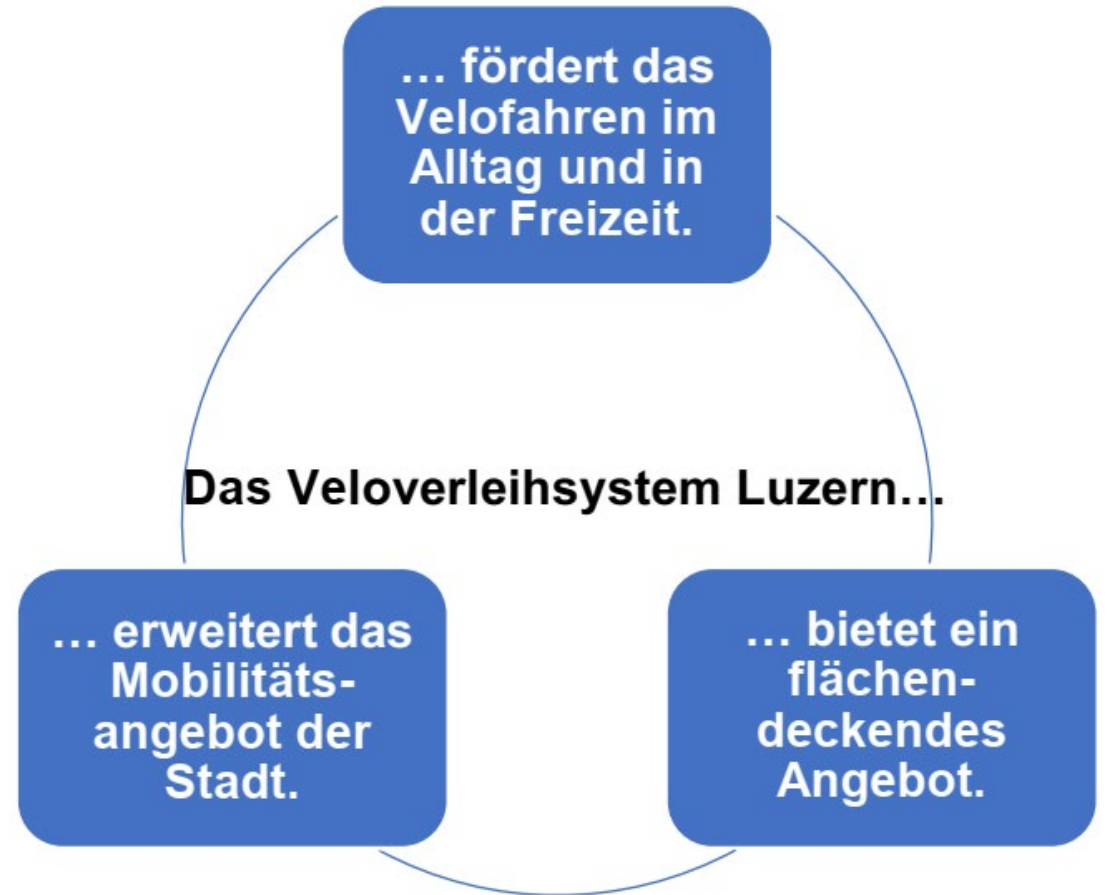 … fördert das
Velofahren im
Alltag und in
der Freizeit.
Das Veloverleihsystem Luzern…
… erweitert das
Mobilitäts-
angebot der
Stadt.
… bietet ein
flächen-
deckendes
Angebot.